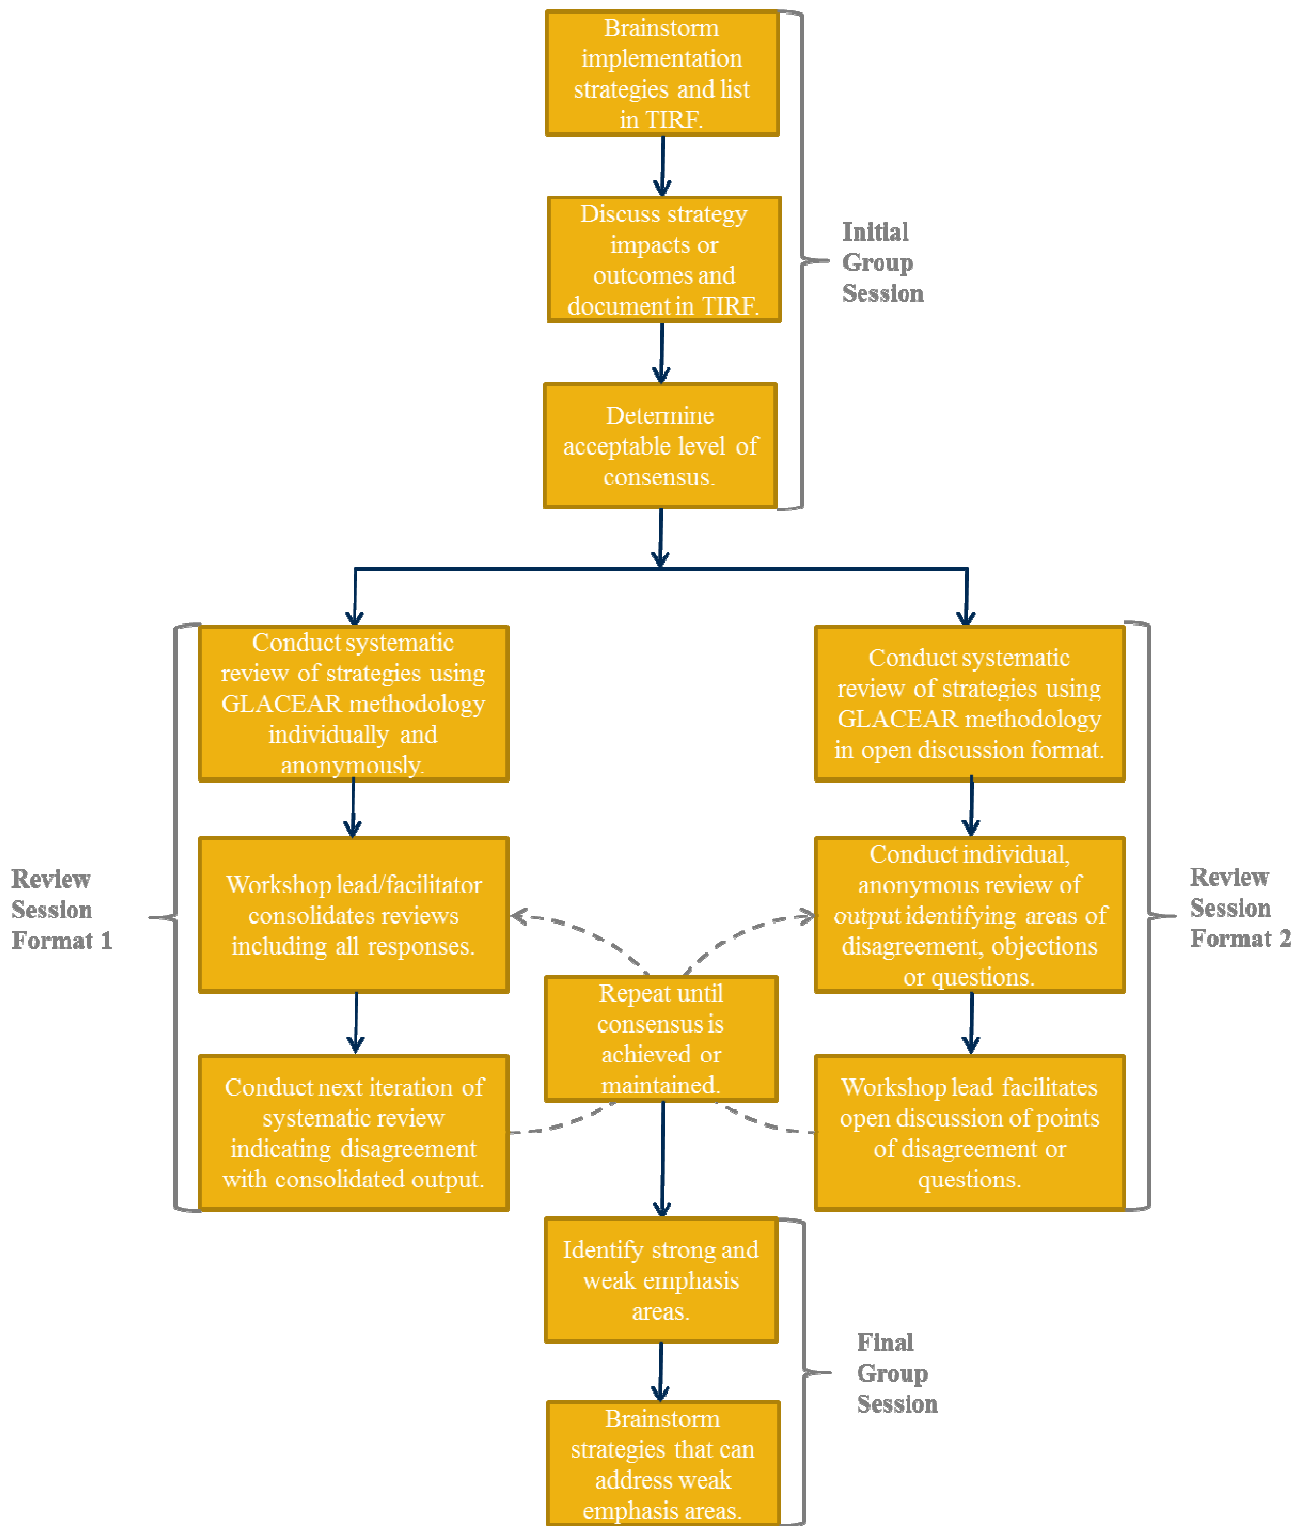 Brainstorm
implementation
strategies and list
in TIRF.
Discuss strategy
impacts or
outcomes and
document in TIRF.
Initial
Group
Session
Determine
acceptable level of
consensus.
Conduct systematic
review of strategies using
GLACEAR methodology
individually and
anonymously.
Conduct systematic
review of strategies using
GLACEAR methodology
in open discussion format.
Review
Session
Format 1
Workshop lead/facilitator
consolidates reviews
including all responses.
Conduct individual,
anonymous review of
output identifying areas of
disagreement, objections
or questions.
Review
Session
Format 2
Repeat until
consensus is
achieved or
maintained.
Conduct next iteration of
systematic review
indicating disagreement
with consolidated output.
Workshop lead facilitates
open discussion of points
of disagreement or
questions.
Identify strong and
weak emphasis
areas.
Final
Group
Session
Brainstorm
strategies that can
address weak
emphasis areas.